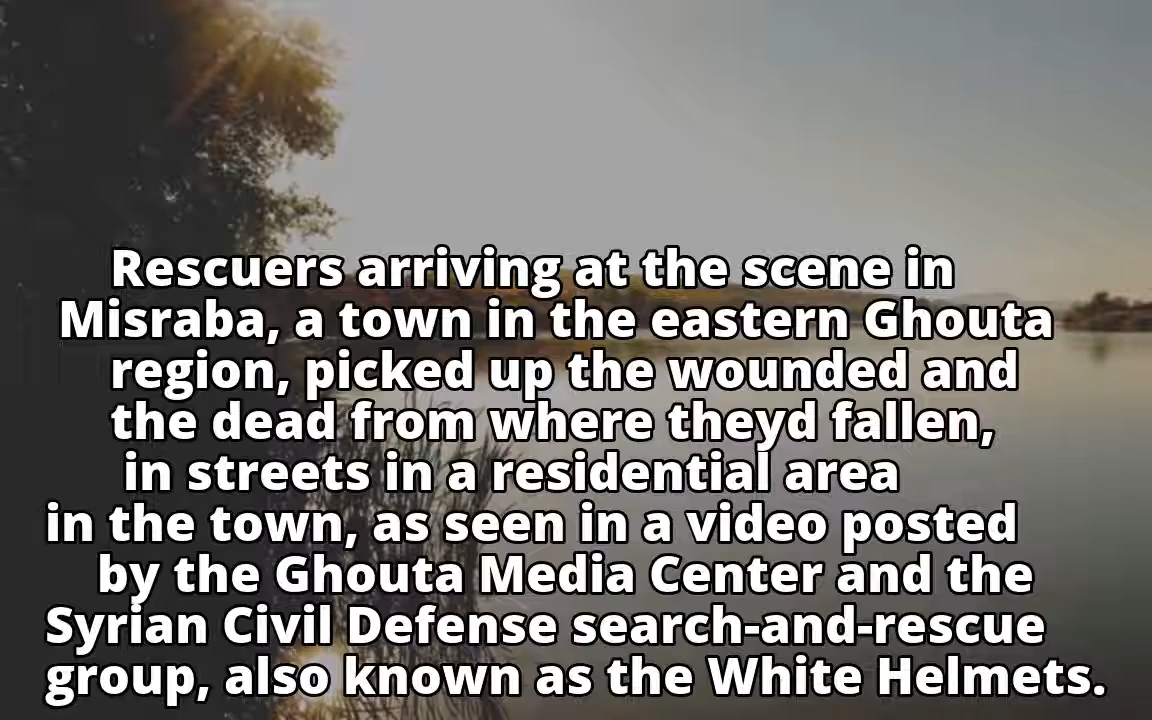 Rescuers arriving at the scene in
Misraba, a town in the eastern Ghouta
region, picked up the wounded and
the dead from where theyd fallen,
in streets in a residential area
in the town, as seen in a video posted
by the Ghouta Media Center and the
Syrian Civil Defense search-and-rescue
group, also known as the White Helmets.